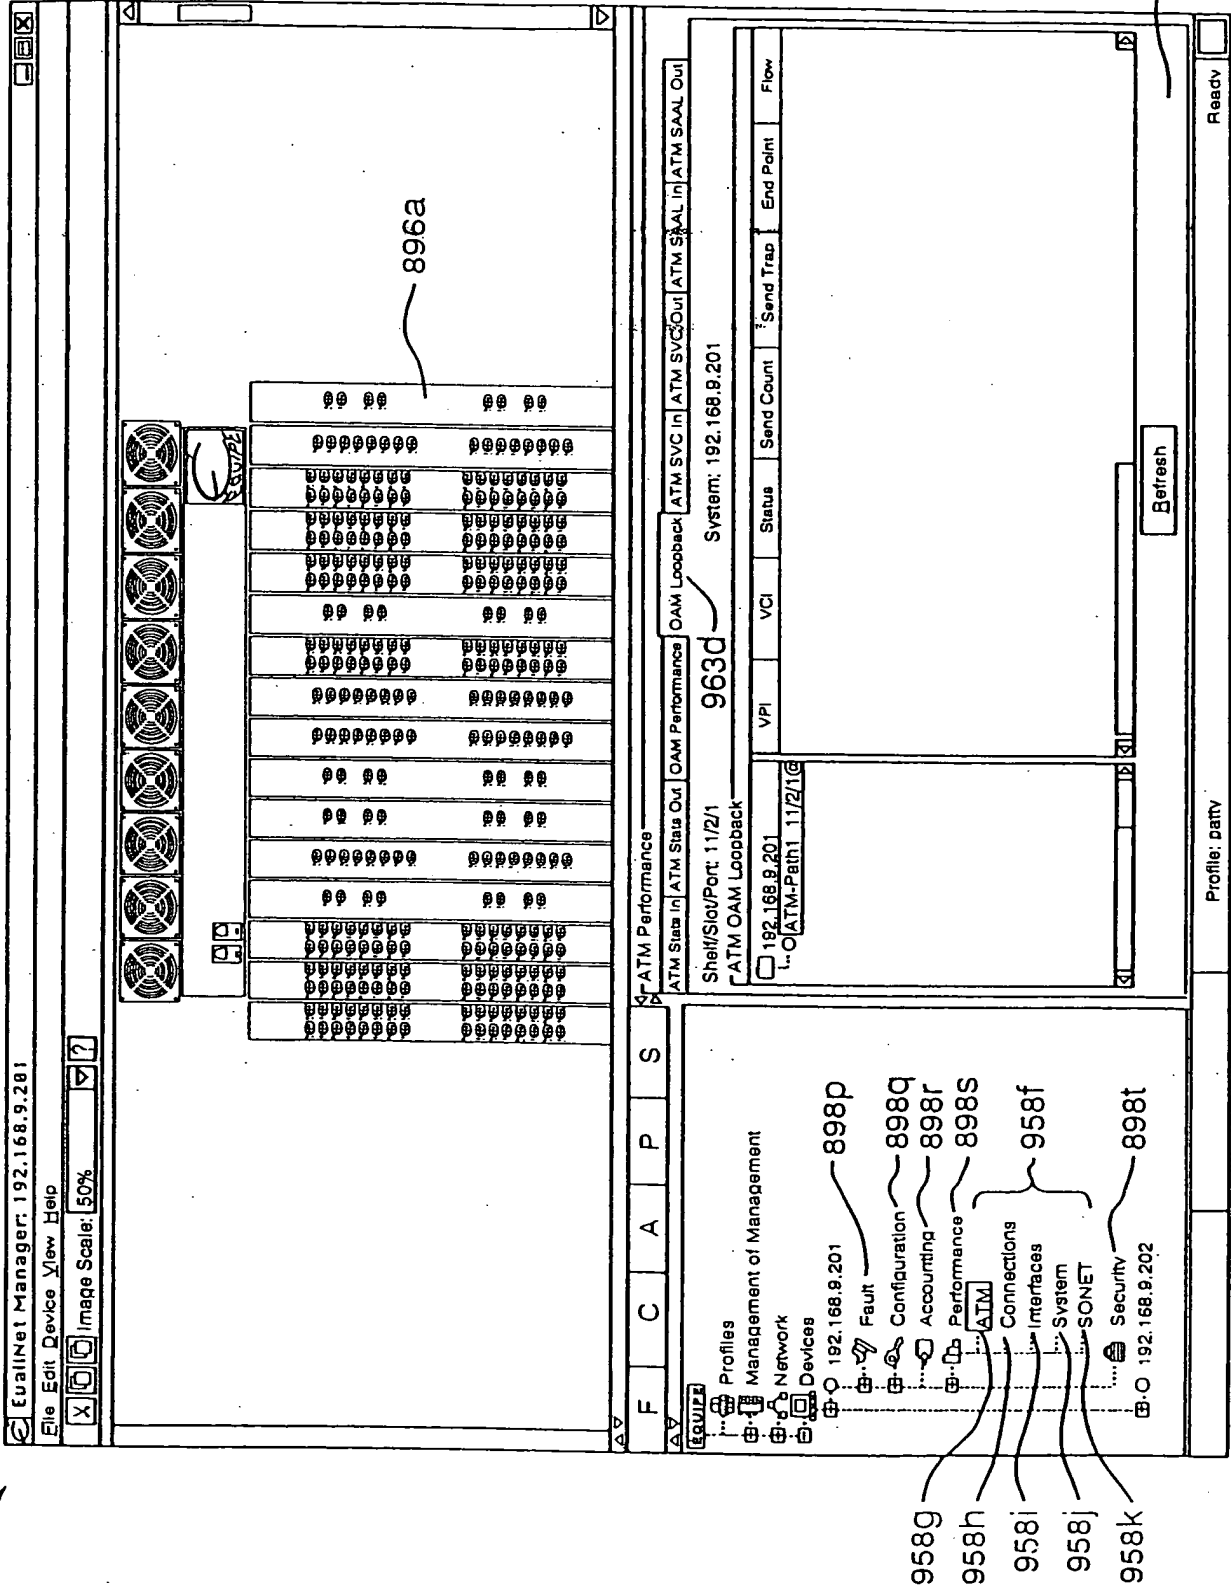 EualiNet Manager: 192.168.9.201
File Edit Device View Help
Image Scale: 50% ?
896a
F C A P S
EQUIPE
Profiles
Management of Management
Network
Devices
192.168.9.201
Fault
898p
Configuration
898q
Accounting
898r
Performance
898s
ATM
Connections
Interfaces
System
SONET
958f
Security
898t
192.168.9.202
958g
958h
958i
958j
958k
ATM Performance
ATM Stats In ATM Stats Out OAM Performance OAM Loopback ATM SVC In ATM SVC Out ATM SAAL In ATM SAAL Out
Shelf/Slot/Port: 11/2/1 963d System: 192.168.9.201
ATM OAM Loopback
192.168.9.201
ATM-Path1 11/2/1@
VPI VCI Status Send Count Send Trap End Point Flow
Refresh
Profile: patty Ready